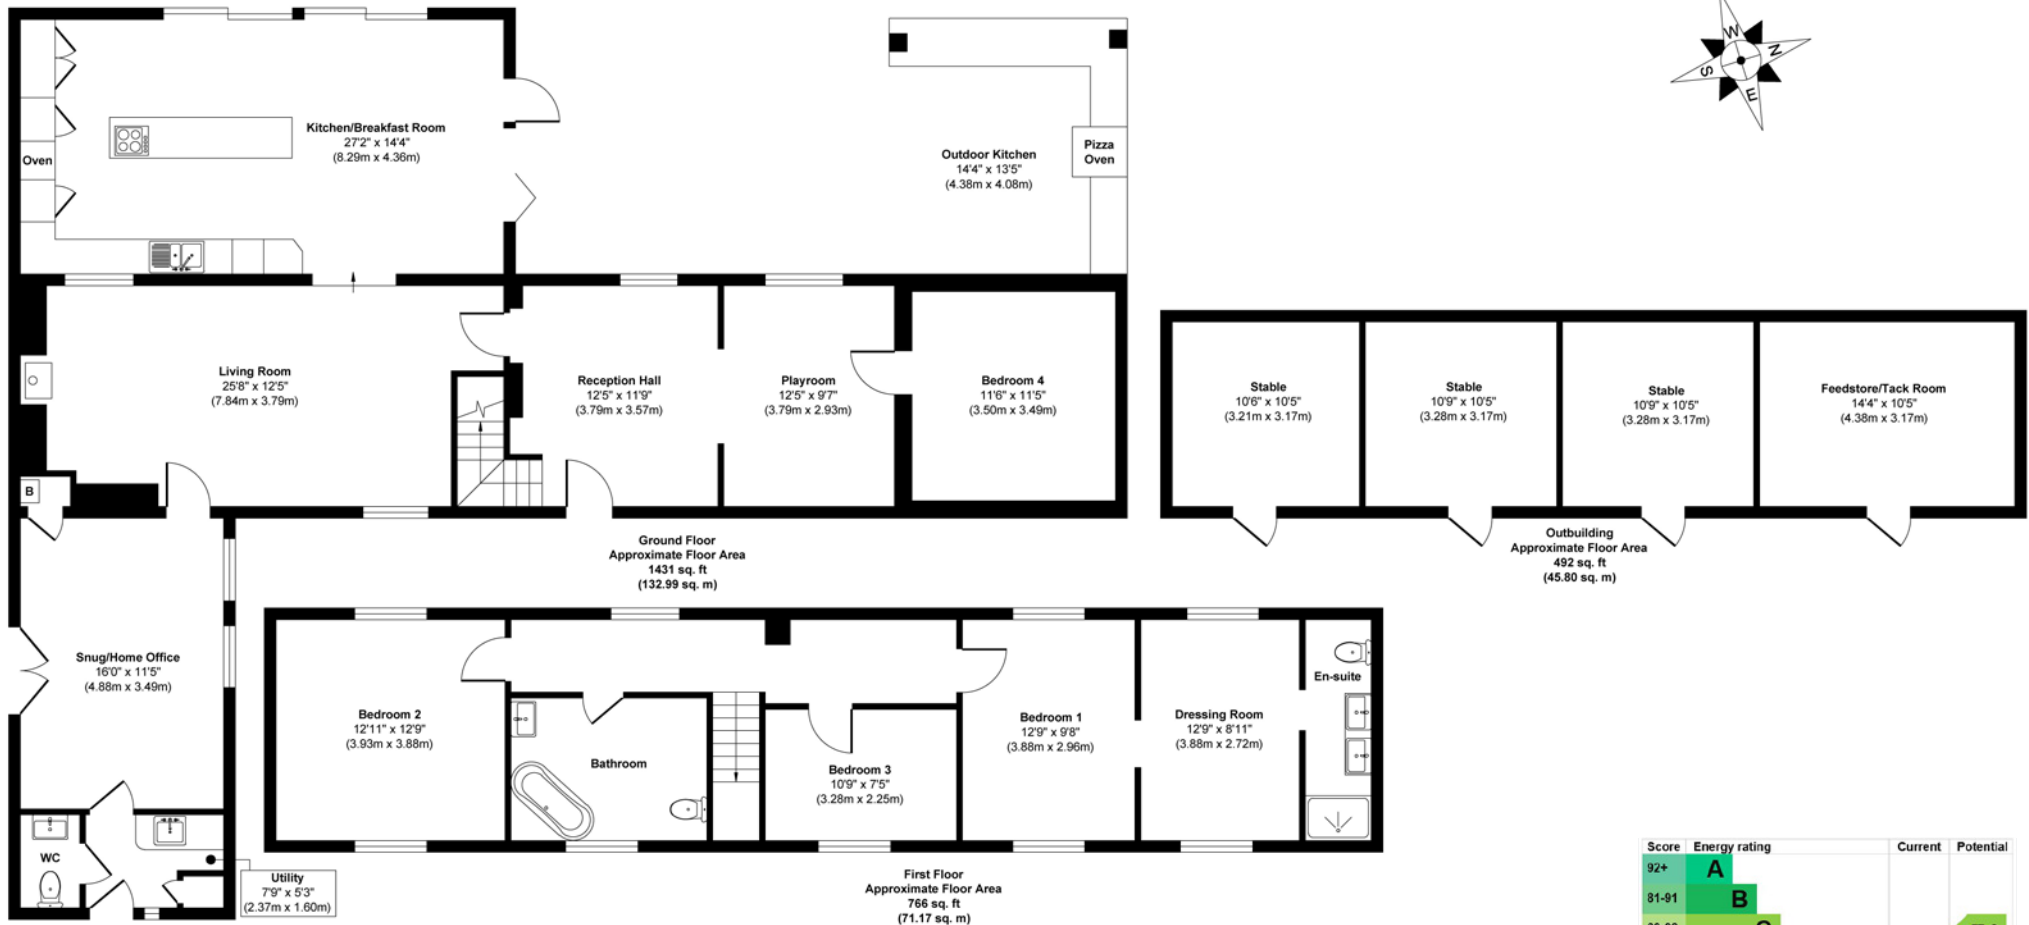 W
N
S
E
Kitchen/Breakfast Room
27'2" x 14'4"
(8.29m x 4.36m)
Oven
Outdoor Kitchen
14'4" x 13'5"
(4.38m x 4.08m)
Pizza
Oven
Living Room
25'8" x 12'5"
(7.84m x 3.79m)
Reception Hall
12'5" x 11'9"
(3.79m x 3.57m)
Playroom
12'5" x 9'7"
(3.79m x 2.93m)
Bedroom 4
11'6" x 11'5"
(3.50m x 3.49m)
Stable
10'6" x 10'5"
(3.21m x 3.17m)
Stable
10'9" x 10'5"
(3.28m x 3.17m)
Stable
10'9" x 10'5"
(3.28m x 3.17m)
Feedstore/Tack Room
14'4" x 10'5"
(4.38m x 3.17m)
B
Ground Floor
Approximate Floor Area
1431 sq. ft
(132.99 sq. m)
Outbuilding
Approximate Floor Area
492 sq. ft
(45.80 sq. m)
Snug/Home Office
16'0" x 11'5"
(4.88m x 3.49m)
Bedroom 2
12'11" x 12'9"
(3.93m x 3.88m)
Bathroom
Bedroom 3
10'9" x 7'5"
(3.28m x 2.25m)
Bedroom 1
12'9" x 9'8"
(3.88m x 2.96m)
Dressing Room
12'9" x 8'11"
(3.88m x 2.72m)
En-suite
WC
Utility
7'9" x 5'3"
(2.37m x 1.60m)
First Floor
Approximate Floor Area
766 sq. ft
(71.17 sq. m)
Score Energy rating Current Potential
92+ A
81-91 B